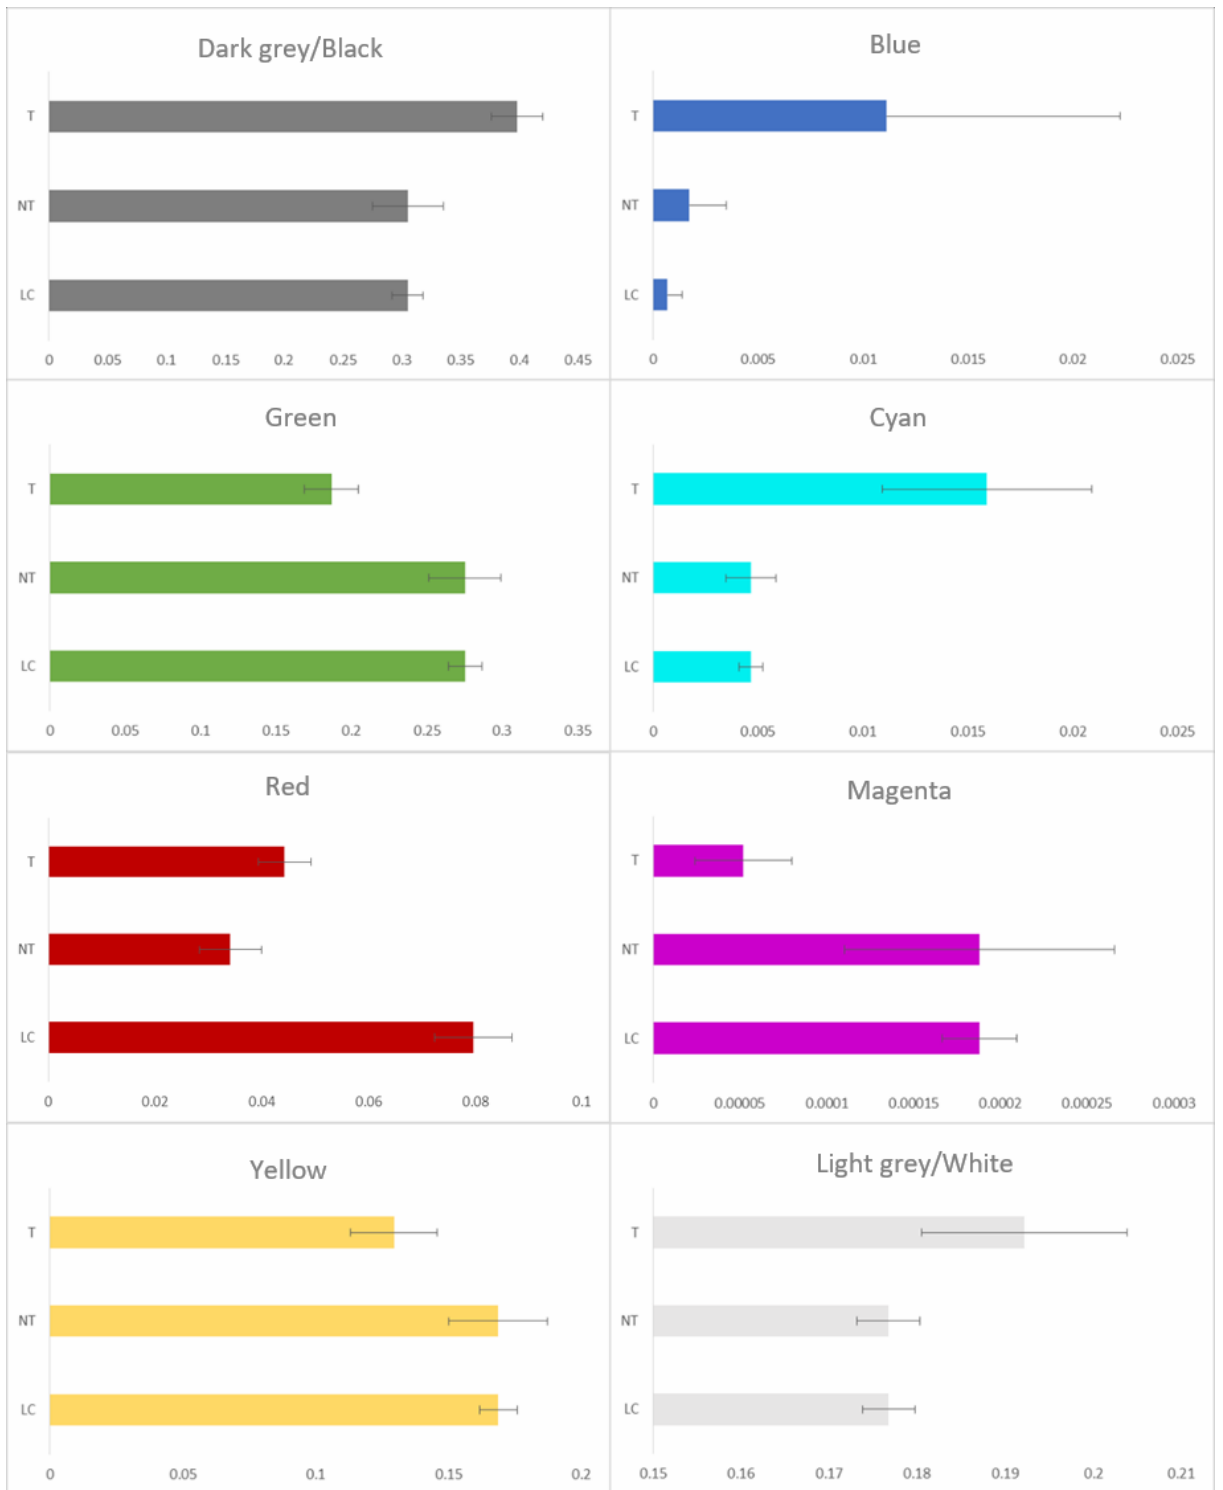 Dark grey/Black
T
NT
LC
0 0.05 0.1 0.15 0.2 0.25 0.3 0.35 0.4 0.45
Blue
T
NT
LC
0 0.005 0.01 0.015 0.02 0.025
Green
T
NT
LC
0 0.05 0.1 0.15 0.2 0.25 0.3 0.35
Cyan
T
NT
LC
0 0.005 0.01 0.015 0.02 0.025
Red
T
NT
LC
0 0.02 0.04 0.06 0.08 0.1
Magenta
T
NT
LC
0 0.00005 0.0001 0.00015 0.0002 0.00025 0.0003
Yellow
T
NT
LC
0 0.05 0.1 0.15 0.2
Light grey/White
T
NT
LC
0.15 0.16 0.17 0.18 0.19 0.2 0.21